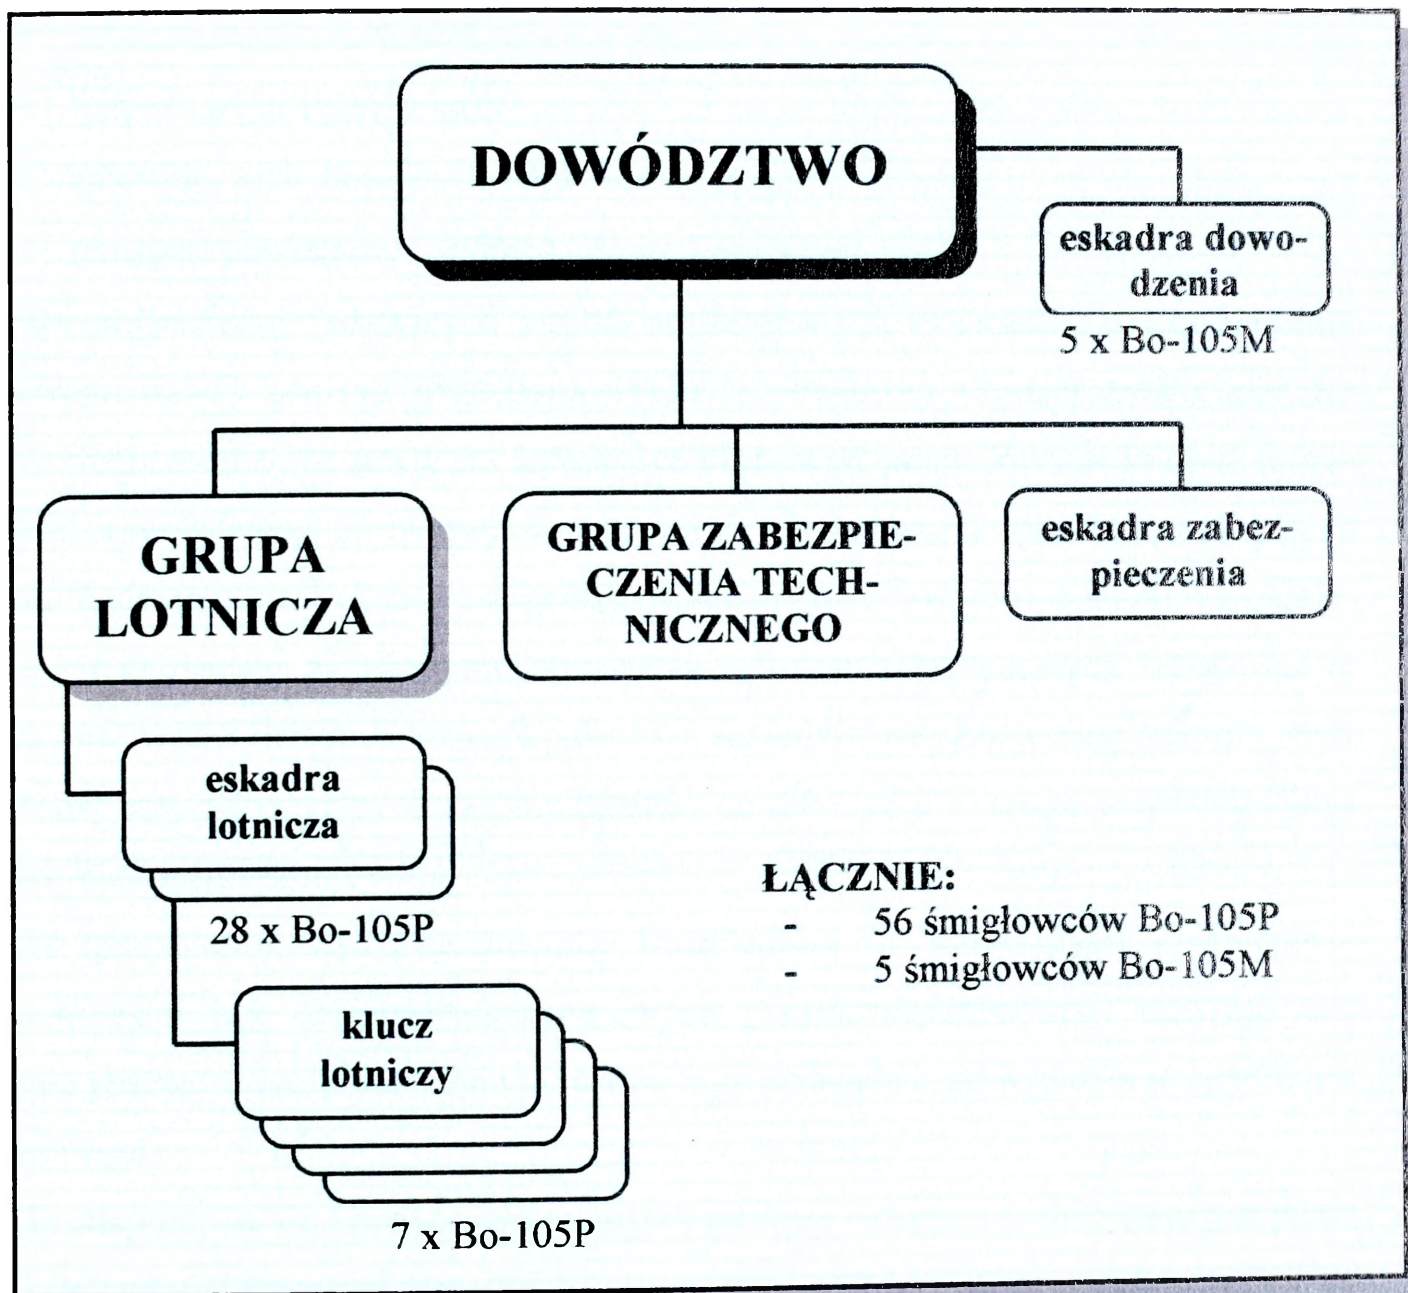 DOWÓDZTWO
eskadra dowo-
dzenia
5 x Bo-105M
GRUPA
LOTNICZA
GRUPA ZABEZPIE-
CZENIA TECH-
NICZNEGO
eskadra zabez-
pieczenia
eskadra
lotnicza
28 x Bo-105P
klucz
lotniczy
7 x Bo-105P
ŁĄCZNIE:
- 56 śmigłowców Bo-105P
- 5 śmigłowców Bo-105M